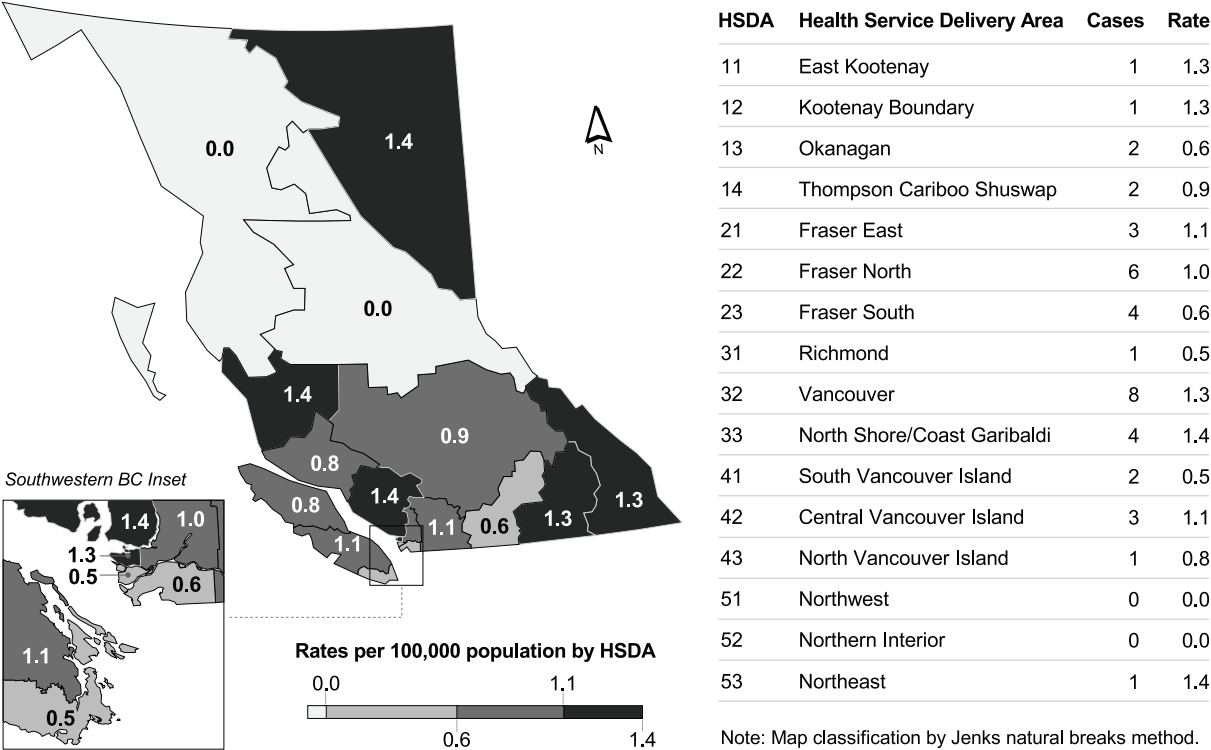 0.0
1.4
N
0.0
1.4
0.9
0.8
0.8
1.4
1.1
1.1
0.6
1.3
1.3
Southwestern BC Inset
1.4
1.0
1.3
0.5
0.6
1.1
0.5
Rates per 100,000 population by HSDA
0.0 1.1
0.6 1.4
HSDA Health Service Delivery Area Cases Rate
11 East Kootenay 1 1.3
12 Kootenay Boundary 1 1.3
13 Okanagan 2 0.6
14 Thompson Cariboo Shuswap 2 0.9
21 Fraser East 3 1.1
22 Fraser North 6 1.0
23 Fraser South 4 0.6
31 Richmond 1 0.5
32 Vancouver 8 1.3
33 North Shore/Coast Garibaldi 4 1.4
41 South Vancouver Island 2 0.5
42 Central Vancouver Island 3 1.1
43 North Vancouver Island 1 0.8
51 Northwest 0 0.0
52 Northern Interior 0 0.0
53 Northeast 1 1.4
Note: Map classification by Jenks natural breaks method.